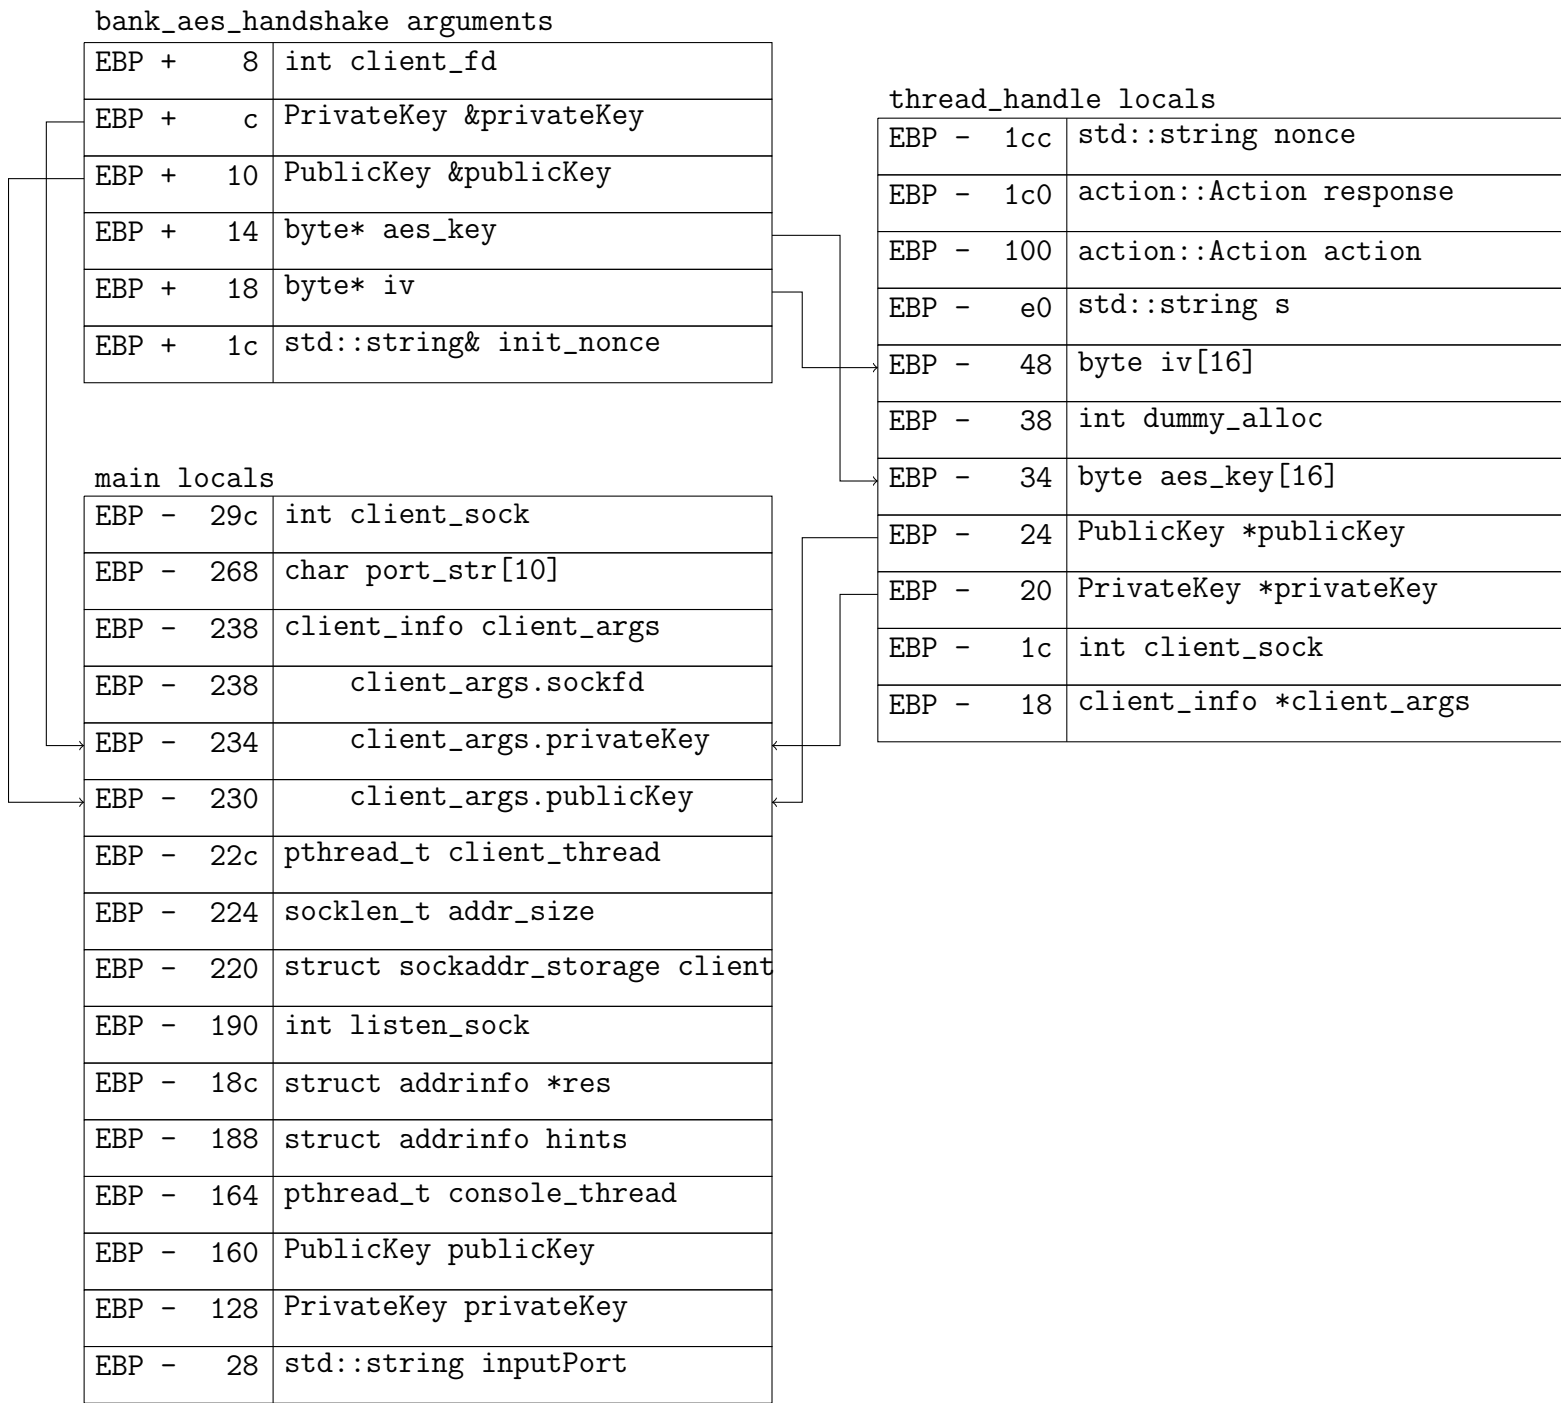 bank_aes_handshake arguments
EBP + 8 int client_fd
EBP + c PrivateKey &privateKey
EBP + 10 PublicKey &publicKey
EBP + 14 byte* aes_key
EBP + 18 byte* iv
EBP + 1c std::string& init_nonce
main locals
EBP - 29c int client_sock
EBP - 268 char port_str[10]
EBP - 238 client_info client_args
EBP - 238 client_args.sockfd
EBP - 234 client_args.privateKey
EBP - 230 client_args.publicKey
EBP - 22c pthread_t client_thread
EBP - 224 socklen_t addr_size
EBP - 220 struct sockaddr_storage client
EBP - 190 int listen_sock
EBP - 18c struct addrinfo *res
EBP - 188 struct addrinfo hints
EBP - 164 pthread_t console_thread
EBP - 160 PublicKey publicKey
EBP - 128 PrivateKey privateKey
EBP - 28 std::string inputPort
thread_handle locals
EBP - 1cc std::string nonce
EBP - 1c0 action::Action response
EBP - 100 action::Action action
EBP - e0 std::string s
EBP - 48 byte iv[16]
EBP - 38 int dummy_alloc
EBP - 34 byte aes_key[16]
EBP - 24 PublicKey *publicKey
EBP - 20 PrivateKey *privateKey
EBP - 1c int client_sock
EBP - 18 client_info *client_args